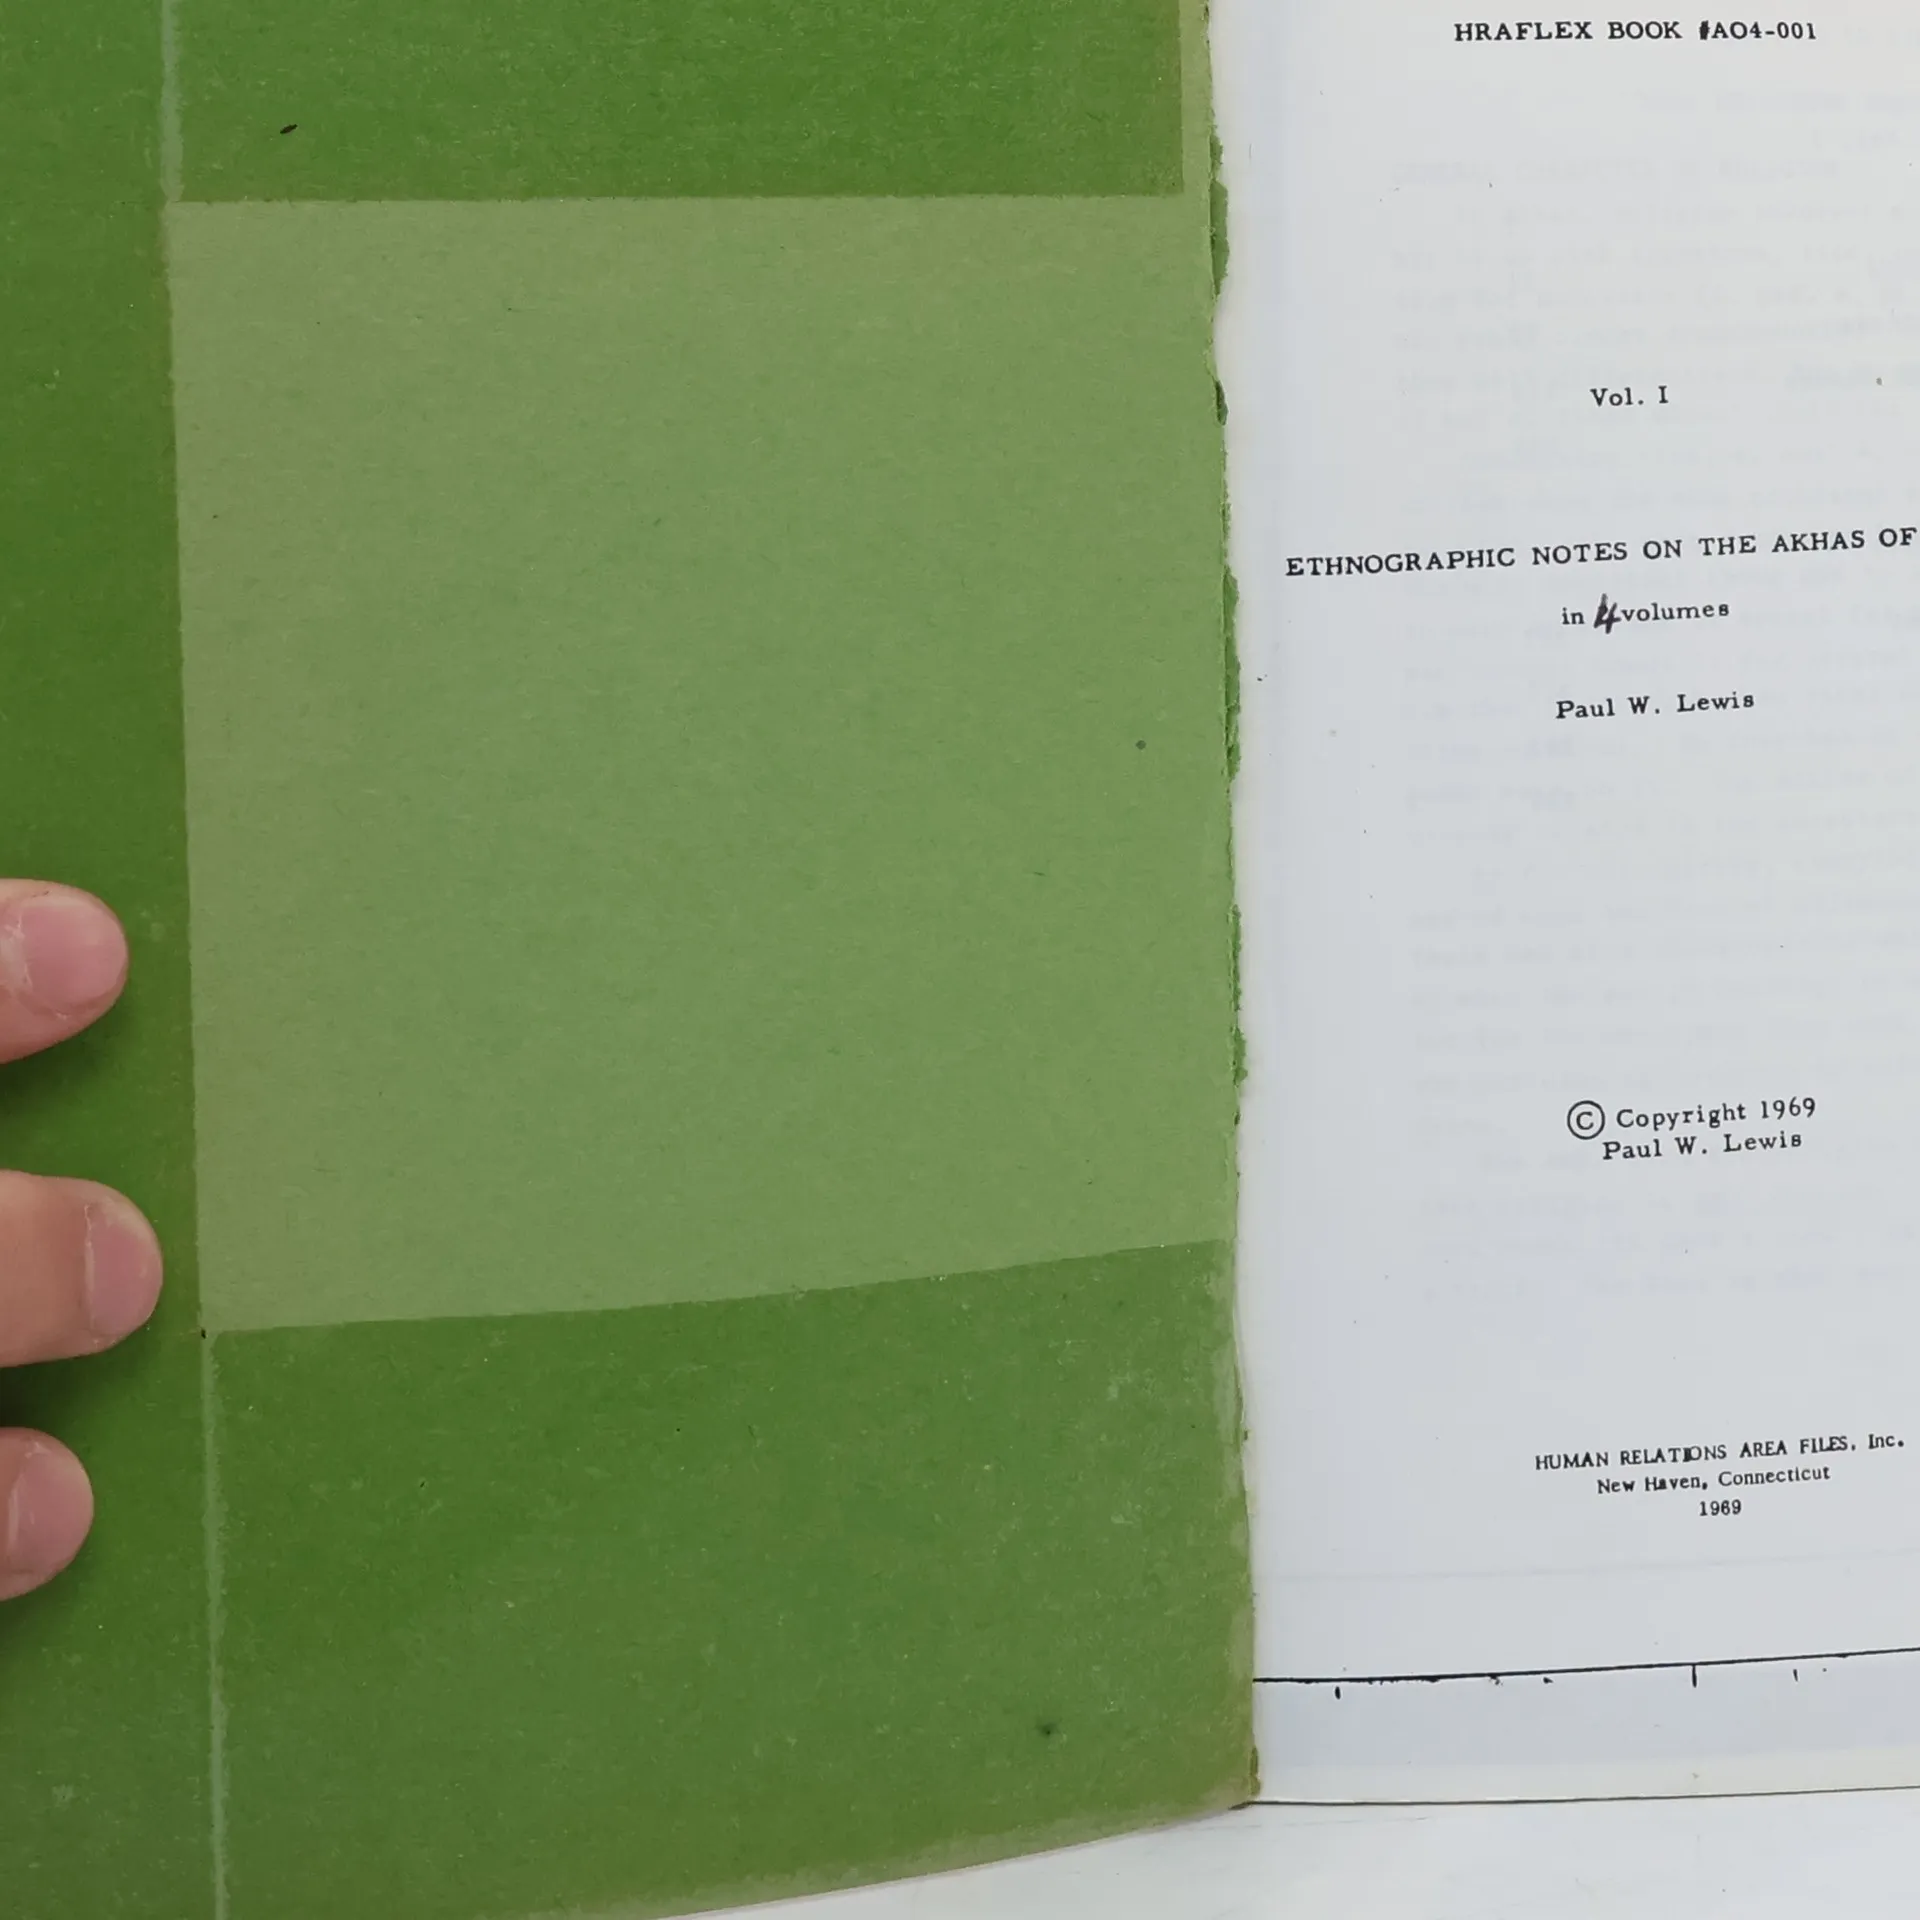 HRAFLEX BOOK #AO4-001
Vol. I
ETHNOGRAPHIC NOTES ON THE AKHAS OF
in 4 volumes
Paul W. Lewis
© Copyright 1969
Paul W. Lewis
HUMAN RELATIONS AREA FILES, Inc.
New Haven, Connecticut
1969